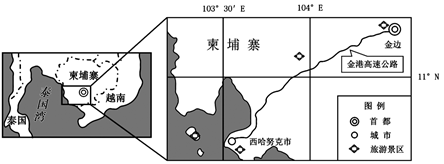 103° 30′ E
104° E
柬埔寨
金边
金港高速公路
11° N
柬埔寨
越南
泰国湾
泰国
西哈努克市
图例
首都
城市
旅游景区